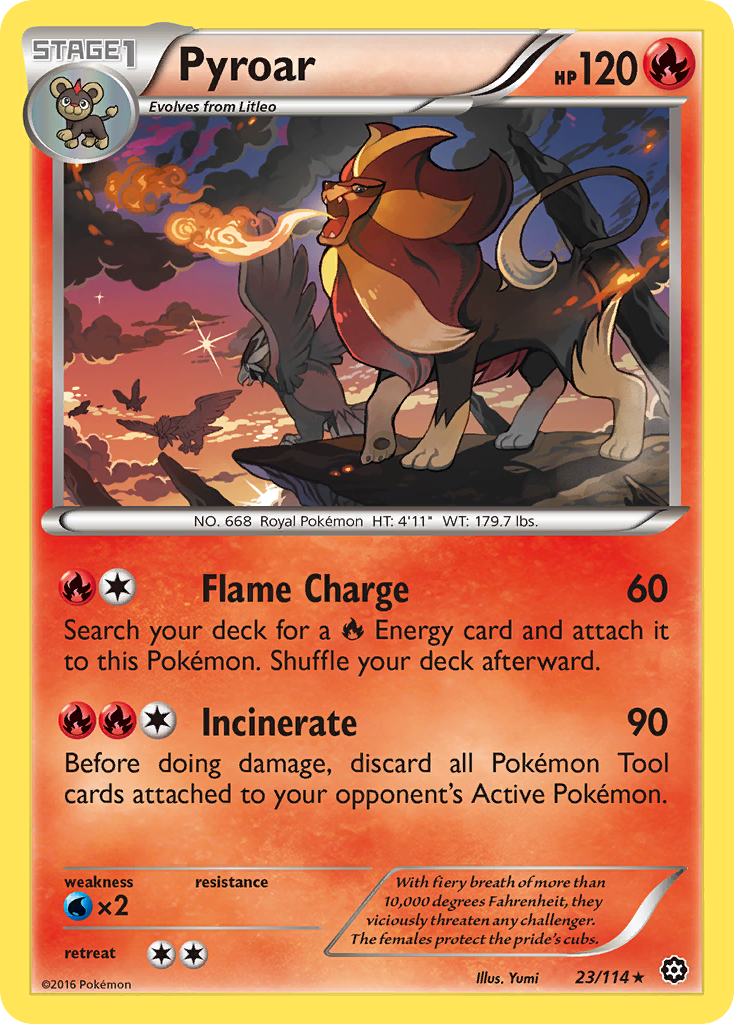 STAGE1
Pyroar
HP120
Evolves from Litleo
NO. 668 Royal Pokémon HT: 4'11" WT: 179.7 lbs.
Flame Charge 60
Search your deck for a Energy card and attach it
to this Pokémon. Shuffle your deck afterward.
Incinerate 90
Before doing damage, discard all Pokémon Tool
cards attached to your opponent's Active Pokémon.
weakness resistance
×2
With fiery breath of more than
10,000 degrees Fahrenheit, they
viciously threaten any challenger.
The females protect the pride's cubs.
retreat
©2016 Pokémon
Illus. Yumi 23/114★